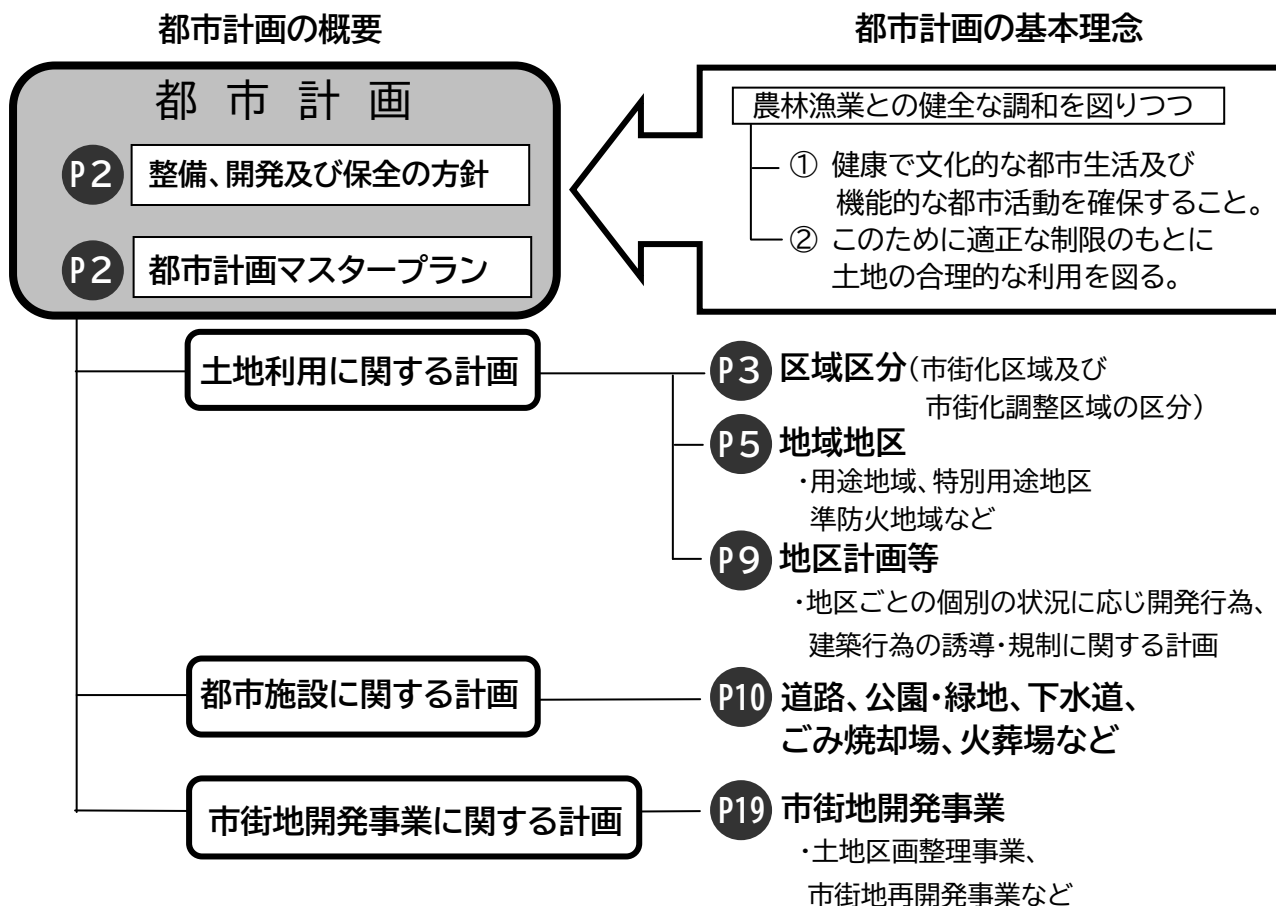 都市計画の概要
都市計画の基本理念
都市計画
P2 整備、開発及び保全の方針
P2 都市計画マスタープラン
農林漁業との健全な調和を図りつつ
① 健康で文化的な都市生活及び
機能的な都市活動を確保すること。
② このために適正な制限のもとに
土地の合理的な利用を図る。
土地利用に関する計画
P3 区域区分(市街化区域及び
市街化調整区域の区分)
P5 地域地区
・用途地域、特別用途地区
準防火地域など
P9 地区計画等
・地区ごとの個別の状況に応じ開発行為、
建築行為の誘導・規制に関する計画
都市施設に関する計画
P10 道路、公園・緑地、下水道、
ごみ焼却場、火葬場など
市街地開発事業に関する計画
P19 市街地開発事業
・土地区画整理事業、
市街地再開発事業など